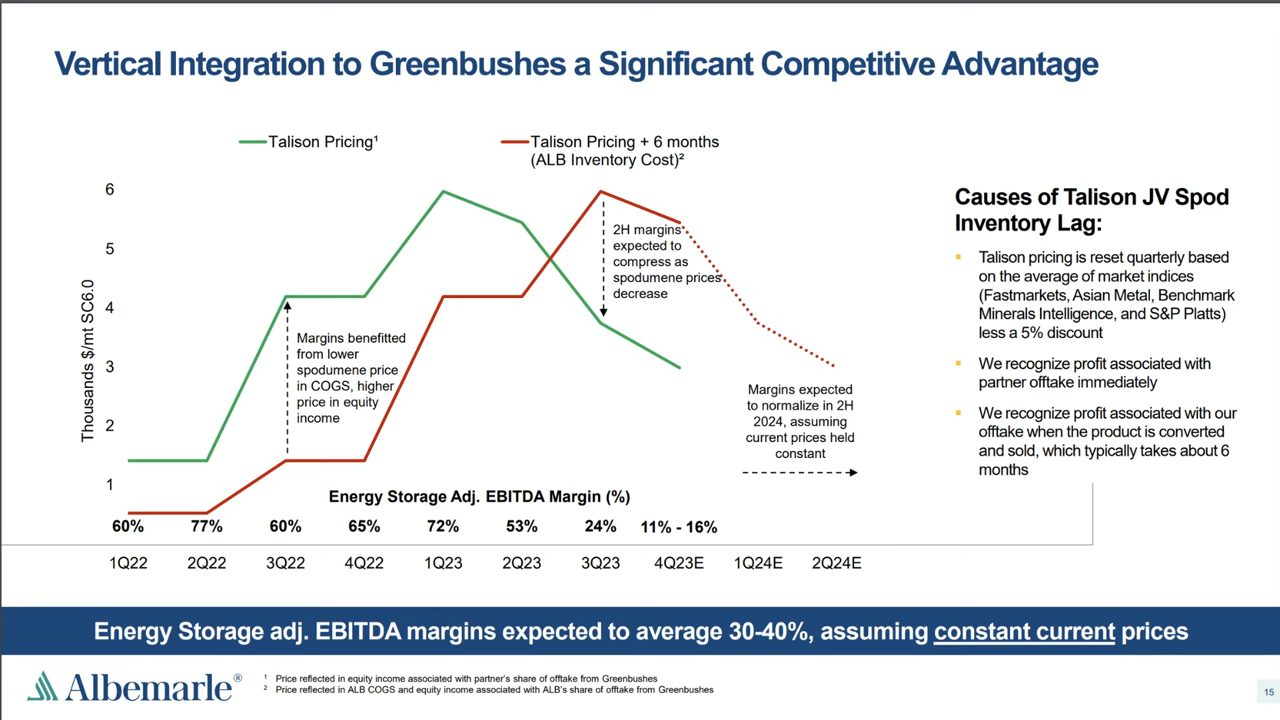 Vertical Integration to Greenbushes a Significant Competitive Advantage
Talison Pricing¹
Talison Pricing + 6 months
(ALB Inventory Cost)²
Thousands $/mt SC6.0
6
5
4
3
2
1
Margins benefitted
from lower
spodumene price
in COGS, higher
price in equity
income
2H margins
expected to
compress as
spodumene prices
decrease
Margins expected
to normalize in 2H
2024, assuming
current prices held
constant
Energy Storage Adj. EBITDA Margin (%)
60% 77% 60% 65% 72% 53% 24% 11% - 16%
1Q22 2Q22 3Q22 4Q22 1Q23 2Q23 3Q23 4Q23E 1Q24E 2Q24E
Causes of Talison JV Spod
Inventory Lag:
▪ Talison pricing is reset quarterly based
on the average of market indices
(Fastmarkets, Asian Metal, Benchmark
Minerals Intelligence, and S&P Platts)
less a 5% discount
▪ We recognize profit associated with
partner offtake immediately
▪ We recognize profit associated with our
offtake when the product is converted
and sold, which typically takes about 6
months
Energy Storage adj. EBITDA margins expected to average 30-40%, assuming constant current prices
Albemarle®
¹ Price reflected in equity income associated with partner's share of offtake from Greenbushes
² Price reflected in ALB COGS and equity income associated with ALB's share of offtake from Greenbushes
15